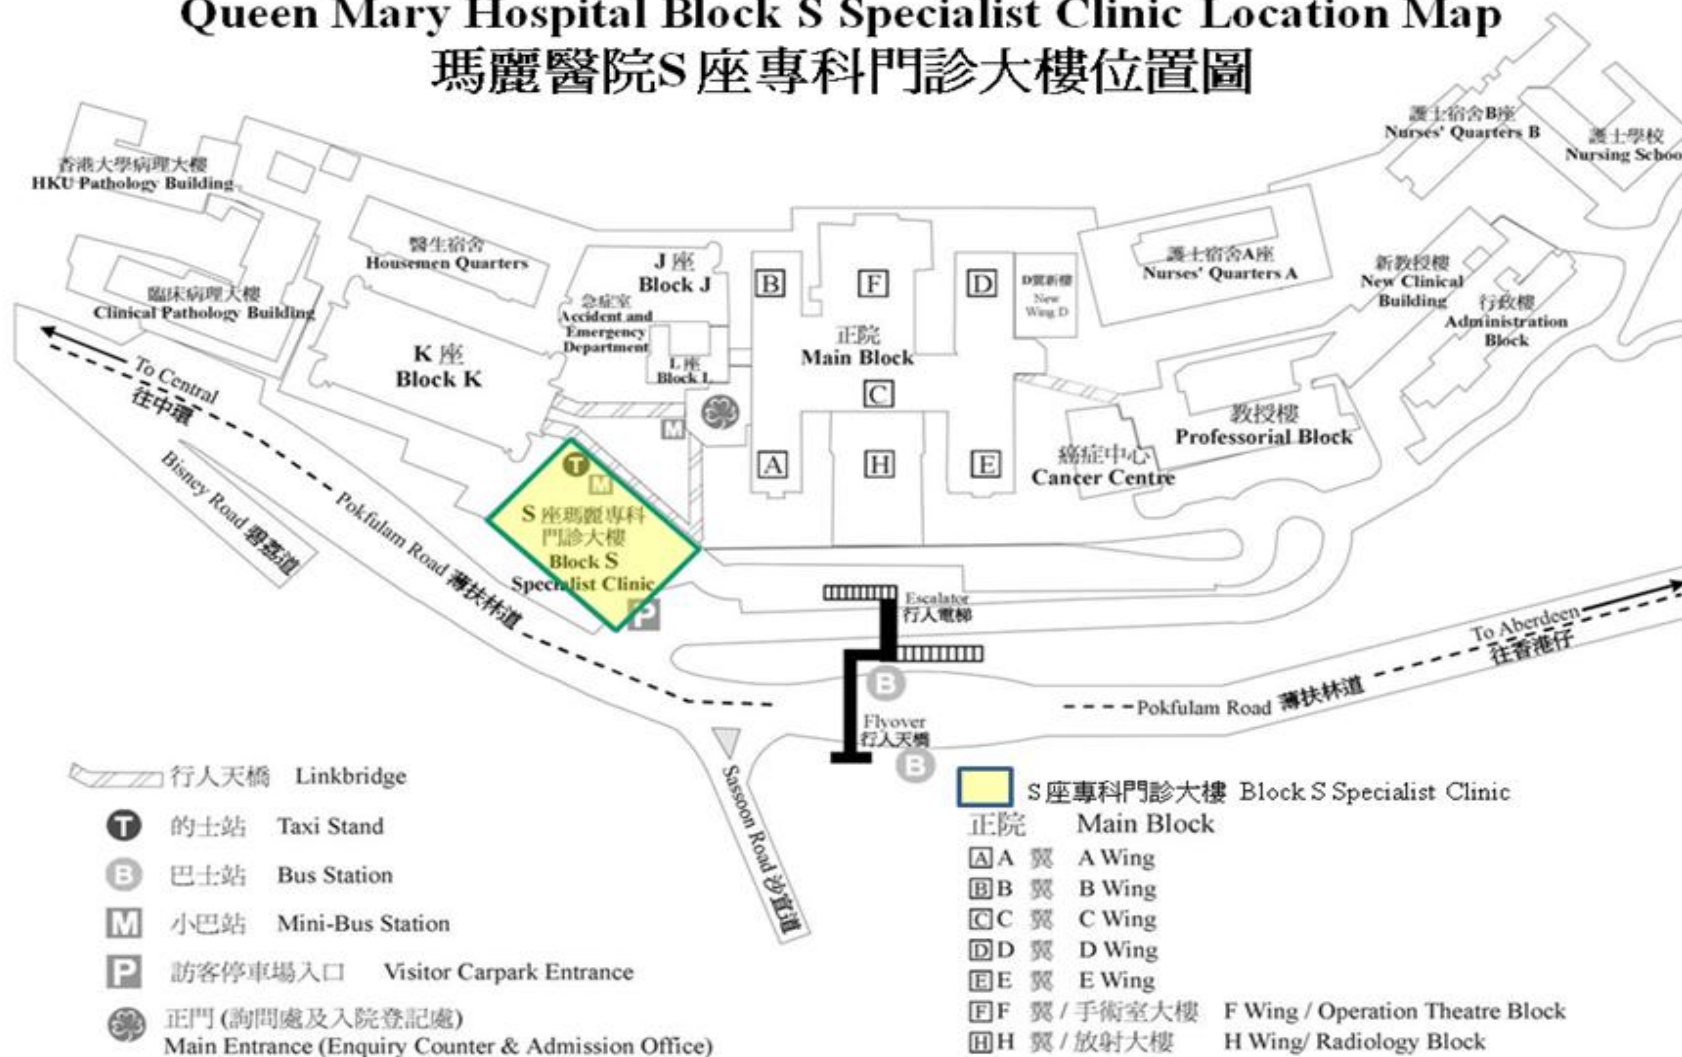 Queen Mary Hospital Block S Specialist Clinic Location Map
瑪麗醫院S座專科門診大樓位置圖
護士宿舍B座
Nurses' Quarters B
護士學校
Nursing Schoo
香港大學病理大樓
HKU Pathology Building
醫生宿舍
Housemen Quarters
J 座
Block J
B
F
D
D翼新樓
New
Wing D
護士宿舍A座
Nurses' Quarters A
新教授樓
New Clinical
Building
行政樓
Administration
Block
臨床病理大樓
Clinical Pathology Building
急症室
Accident and
Emergency
Department
K 座
Block K
L 座
Block L
正院
Main Block
C
To Central
往中環
M
教授樓
Professorial Block
癌症中心
Cancer Centre
A
H
E
T
M
S 座瑪麗專科
門診大樓
Block S
Specialist Clinic
P
Bisney Road 碧荔道
Pokfulam Road 薄扶林道
Escalator
行人電梯
B
Flyover
行人天橋
B
To Aberdeen
往香港仔
Pokfulam Road 薄扶林道
Sassoon Road 沙宣道
行人天橋 Linkbridge
T 的士站 Taxi Stand
B 巴士站 Bus Station
M 小巴站 Mini-Bus Station
P 訪客停車場入口 Visitor Carpark Entrance
正門 (詢問處及入院登記處)
Main Entrance (Enquiry Counter & Admission Office)
S座專科門診大樓 Block S Specialist Clinic
正院 Main Block
A A 翼 A Wing
B B 翼 B Wing
C C 翼 C Wing
D D 翼 D Wing
E E 翼 E Wing
F F 翼 / 手術室大樓 F Wing / Operation Theatre Block
H H 翼 / 放射大樓 H Wing/ Radiology Block